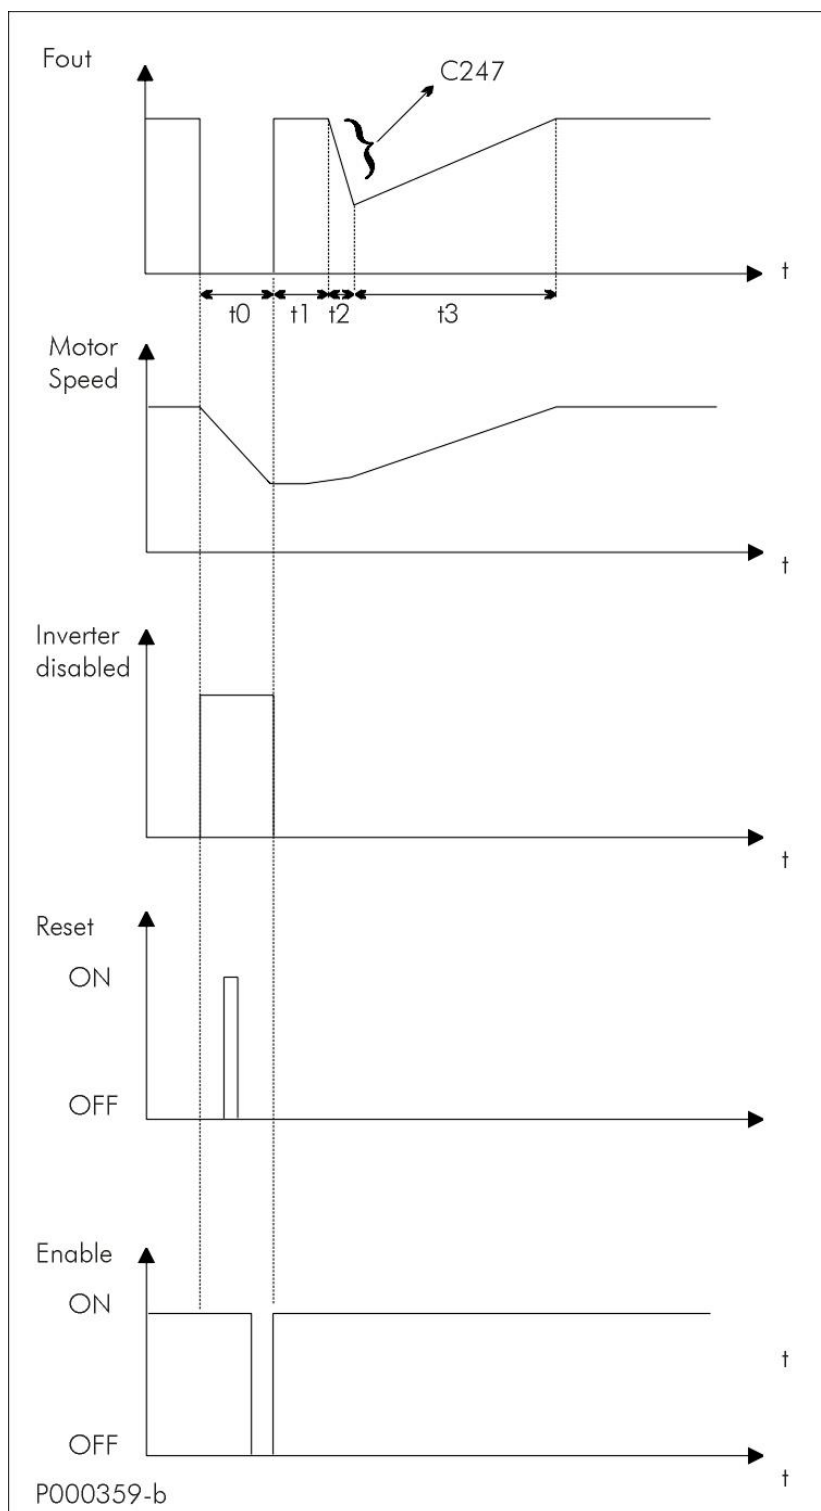 Fout
C247
t
t0 t1 t2 t3
Motor
Speed
t
Inverter
disabled
t
Reset
ON
OFF
Enable
ON
t
OFF
t
P000359-b